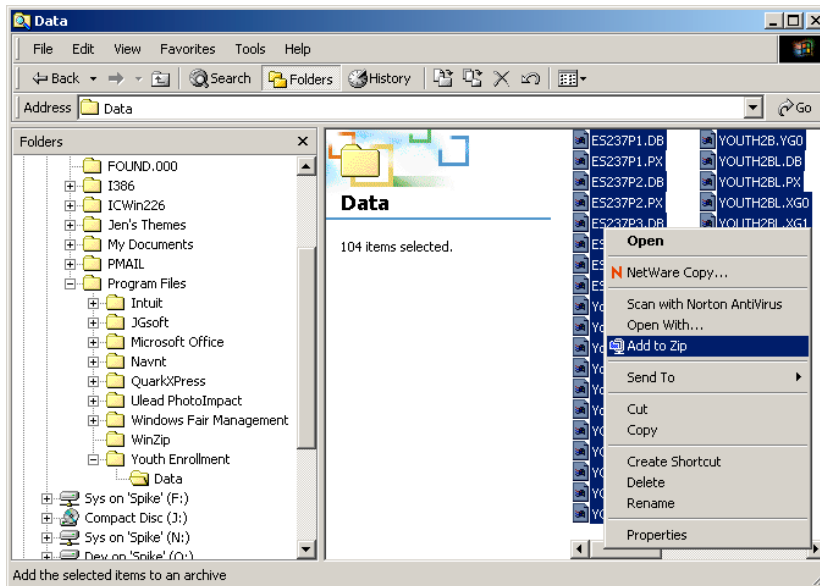 Data
File Edit View Favorites Tools Help
Back Search Folders History
Address Data Go
Folders
FOUND.000
I386
ICWin226
Jen's Themes
My Documents
PMAIL
Program Files
Intuit
JGsoft
Microsoft Office
Navnt
QuarkXPress
Ulead PhotoImpact
Windows Fair Management
WinZip
Youth Enrollment
Data
Sys on 'Spike' (F:)
Compact Disc (J:)
Sys on 'Spike' (N:)
Dev on 'Spike' (O:)
Data
104 items selected.
ES237P1.DB YOUTH2B.YG0
ES237P1.PX YOUTH2BL.DB
ES237P2.DB YOUTH2BL.PX
ES237P2.PX YOUTH2BL.XG0
ES237P3.DB YOUTH2BL.XG1
Open
NetWare Copy...
Scan with Norton AntiVirus
Open With...
Add to Zip
Send To
Cut
Copy
Create Shortcut
Delete
Rename
Properties
Add the selected items to an archive